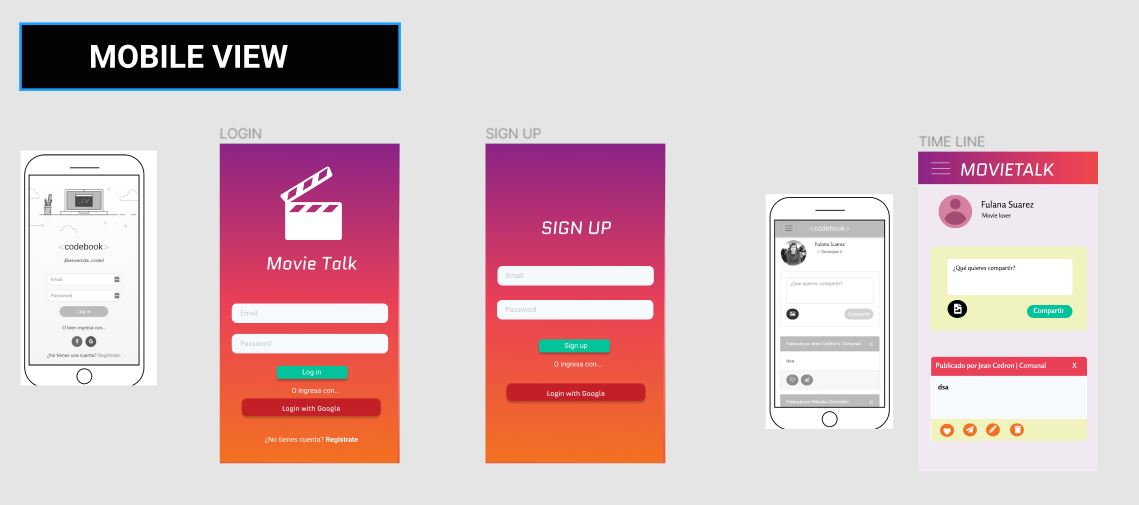 MOBILE VIEW
<codebook>
¡Bienvenida, coder!
Email
Password
Log in
O bien ingresa con...
¿No tienes una cuenta? Regístrate.
LOGIN
Movie Talk
Email
Password
Log in
O ingresa con...
Login with Google
¿No tienes cuenta? Registrate
SIGN UP
SIGN UP
Email
Password
Sign up
O ingresa con...
Login with Google
<codebook>
Fulana Suarez
Developer
¿Que quieres compartir?
Compartir
Publicado por Jean Cedron | Comunal
X
dsa
Publicado por
González
X
TIME LINE
MOVIETALK
Fulana Suarez
Movie lover
¿Qué quieres compartir?
Compartir
Publicado por Jean Cedron | Comunal
X
dsa